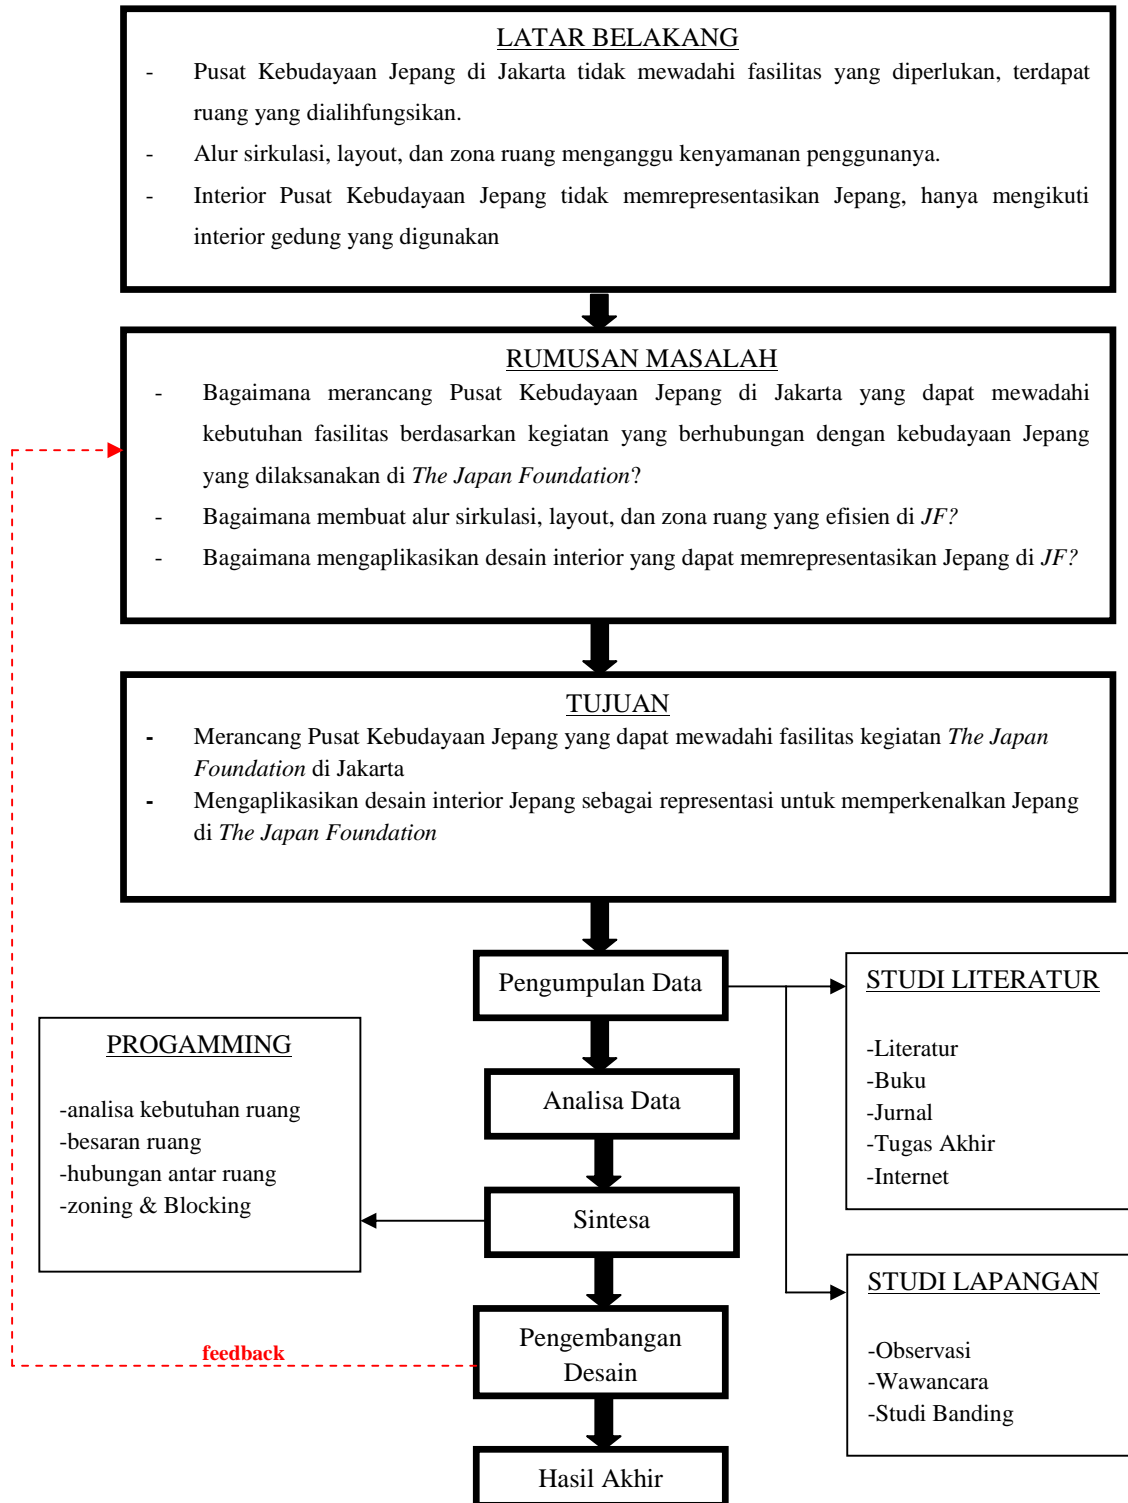 LATAR BELAKANG
- Pusat Kebudayaan Jepang di Jakarta tidak mewadahi fasilitas yang diperlukan, terdapat
ruang yang dialihfungsikan.
- Alur sirkulasi, layout, dan zona ruang menganggu kenyamanan penggunanya.
- Interior Pusat Kebudayaan Jepang tidak memrepresentasikan Jepang, hanya mengikuti
interior gedung yang digunakan
RUMUSAN MASALAH
- Bagaimana merancang Pusat Kebudayaan Jepang di Jakarta yang dapat mewadahi
kebutuhan fasilitas berdasarkan kegiatan yang berhubungan dengan kebudayaan Jepang
yang dilaksanakan di The Japan Foundation?
- Bagaimana membuat alur sirkulasi, layout, dan zona ruang yang efisien di JF?
- Bagaimana mengaplikasikan desain interior yang dapat memrepresentasikan Jepang di JF?
TUJUAN
- Merancang Pusat Kebudayaan Jepang yang dapat mewadahi fasilitas kegiatan The Japan
Foundation di Jakarta
- Mengaplikasikan desain interior Jepang sebagai representasi untuk memperkenalkan Jepang
di The Japan Foundation
Pengumpulan Data
STUDI LITERATUR
-Literatur
-Buku
-Jurnal
-Tugas Akhir
-Internet
PROGAMMING
-analisa kebutuhan ruang
-besaran ruang
-hubungan antar ruang
-zoning & Blocking
Analisa Data
Sintesa
STUDI LAPANGAN
-Observasi
-Wawancara
-Studi Banding
Pengembangan
Desain
feedback
Hasil Akhir